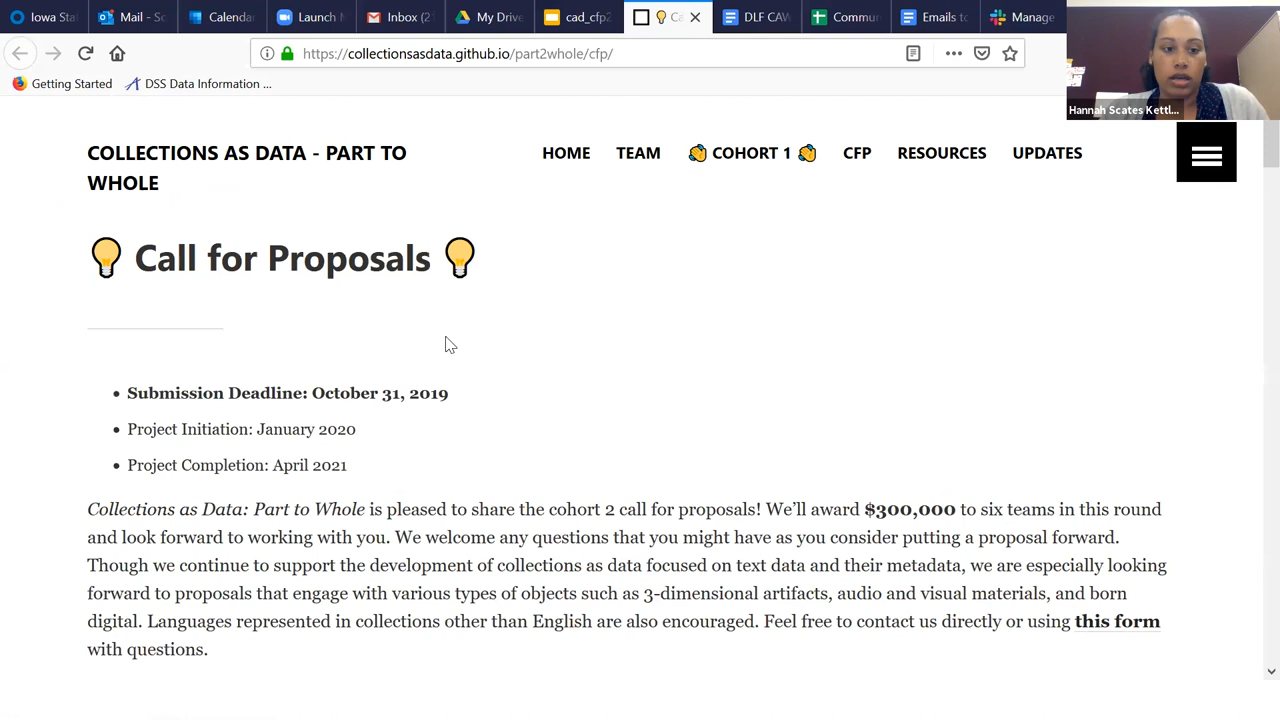 Iowa Sta
Mail - Sc
Calenda
Launch
Inbox (2
My Drive
cad_cfp2
Ca
DLF CAW
Commu
Emails to
Manage
https://collectionsasdata.github.io/part2whole/cfp/
Getting Started
DSS Data Information ...
Hannah Scates Kettl...
COLLECTIONS AS DATA - PART TO
WHOLE
HOME TEAM COHORT 1 CFP RESOURCES UPDATES
Call for Proposals
• Submission Deadline: October 31, 2019
• Project Initiation: January 2020
• Project Completion: April 2021
Collections as Data: Part to Whole is pleased to share the cohort 2 call for proposals! We’ll award $300,000 to six teams in this round
and look forward to working with you. We welcome any questions that you might have as you consider putting a proposal forward.
Though we continue to support the development of collections as data focused on text data and their metadata, we are especially looking
forward to proposals that engage with various types of objects such as 3-dimensional artifacts, audio and visual materials, and born
digital. Languages represented in collections other than English are also encouraged. Feel free to contact us directly or using this form
with questions.